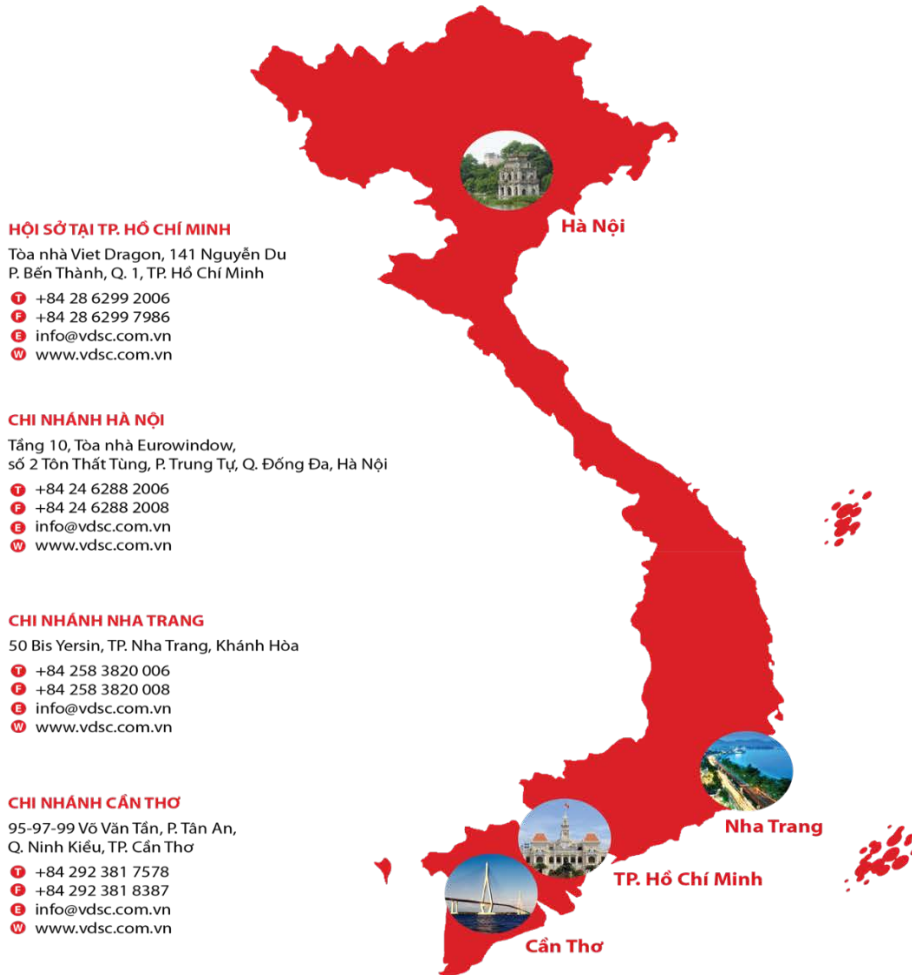 HỘI SỞ TẠI TP. HỒ CHÍ MINH
Tòa nhà Viet Dragon, 141 Nguyễn Du
P. Bến Thành, Q. 1, TP. Hồ Chí Minh
T +84 28 6299 2006
F +84 28 6299 7986
E info@vdsc.com.vn
W www.vdsc.com.vn
CHI NHÁNH HÀ NỘI
Tầng 10, Tòa nhà Eurowindow,
số 2 Tôn Thất Tùng, P. Trung Tự, Q. Đống Đa, Hà Nội
T +84 24 6288 2006
F +84 24 6288 2008
E info@vdsc.com.vn
W www.vdsc.com.vn
CHI NHÁNH NHA TRANG
50 Bis Yersin, TP. Nha Trang, Khánh Hòa
T +84 258 3820 006
F +84 258 3820 008
E info@vdsc.com.vn
W www.vdsc.com.vn
CHI NHÁNH CẦN THƠ
95-97-99 Võ Văn Tần, P. Tân An,
Q. Ninh Kiều, TP. Cần Thơ
T +84 292 381 7578
F +84 292 381 8387
E info@vdsc.com.vn
W www.vdsc.com.vn
Hà Nội
Nha Trang
TP. Hồ Chí Minh
Cần Thơ